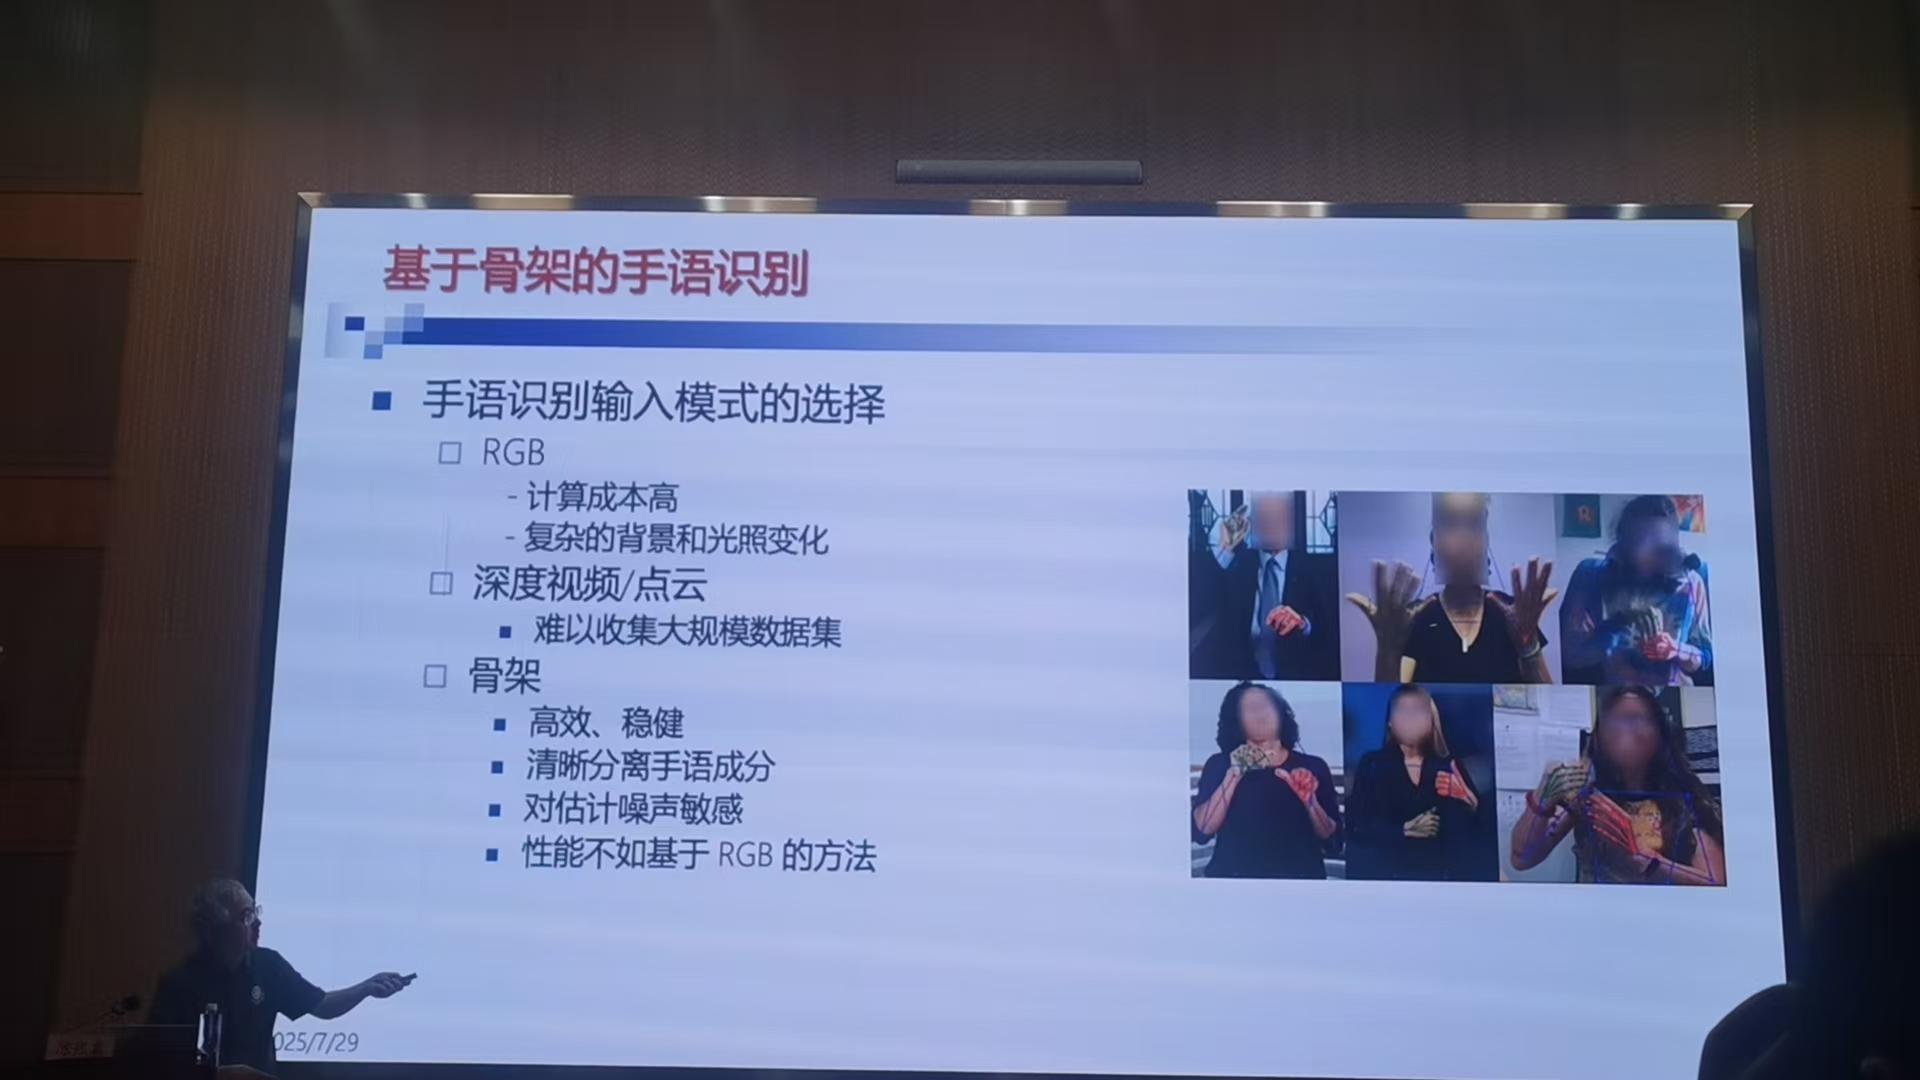 基于骨架的手语识别
手语识别输入模式的选择
RGB
- 计算成本高
- 复杂的背景和光照变化
深度视频/点云
难以收集大规模数据集
骨架
高效、稳健
清晰分离手语成分
对估计噪声敏感
性能不如基于 RGB 的方法
025/7/29